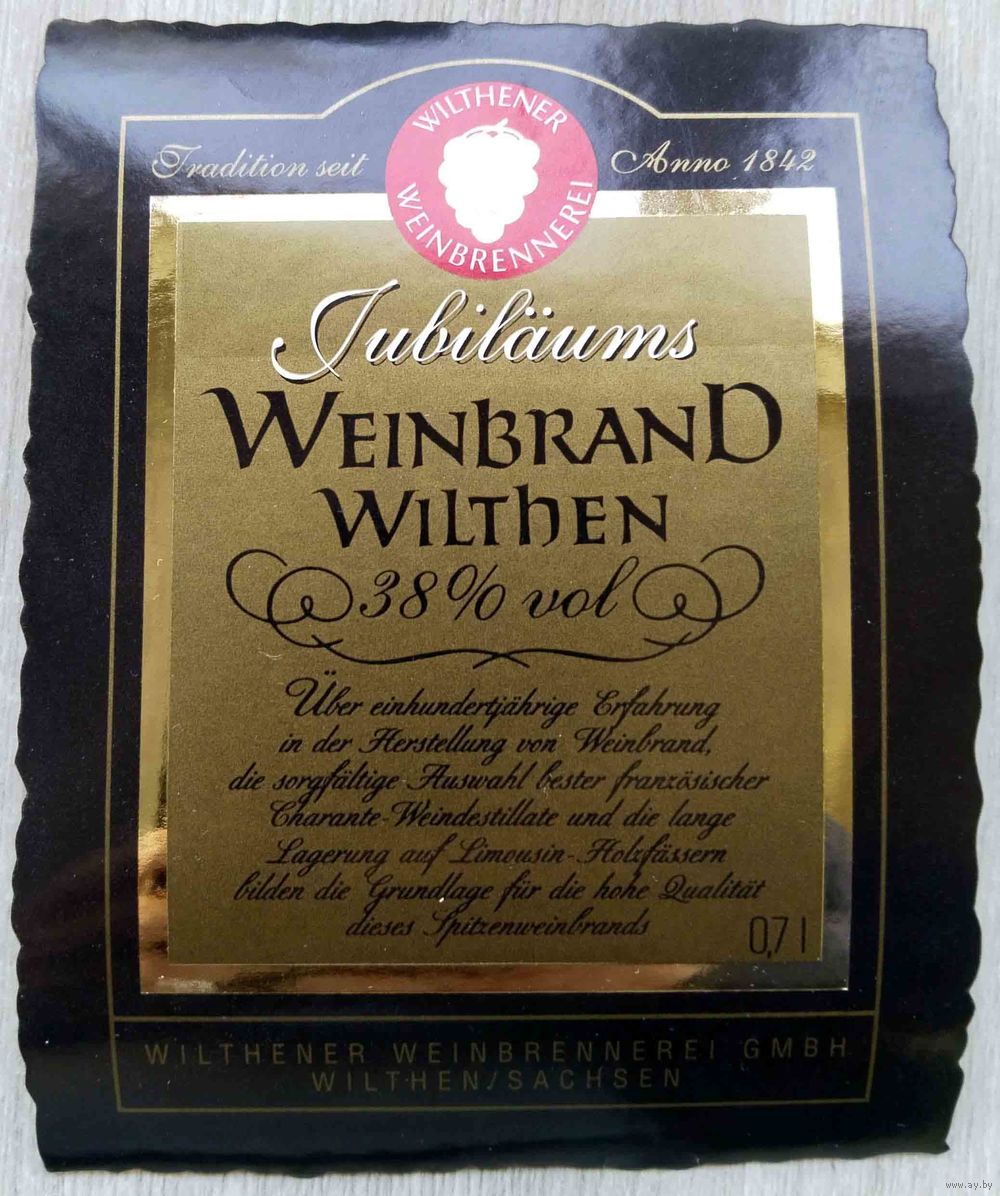 WILTHENER
WEINBRENNEREI
Tradition seit
Anno 1842
Jubiläums
WEINBRAND
WILTHEN
38% vol
Über einhundertjährige Erfahrung
in der Herstellung von Weinbrand,
die sorgfältige Auswahl bester französischer
Charante-Weindestillate und die lange
Lagerung auf Limousin-Holzfässern
bilden die Grundlage für die hohe Qualität
dieses Spitzenweinbrands
0,7 l
WILTHENER WEINBRENNEREI GMBH
WILTHEN/SACHSEN
www.ay.by